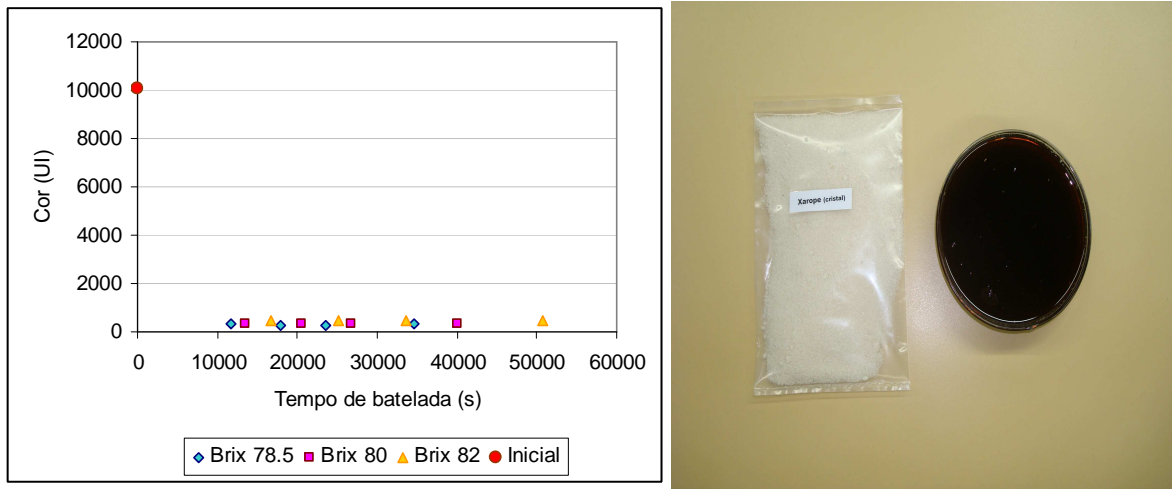 12000
10000
8000
6000
4000
2000
0
Cor (UI)
0 10000 20000 30000 40000 50000 60000
Tempo de batelada (s)
Brix 78.5 Brix 80 Brix 82 Inicial
Xarope (cristal)